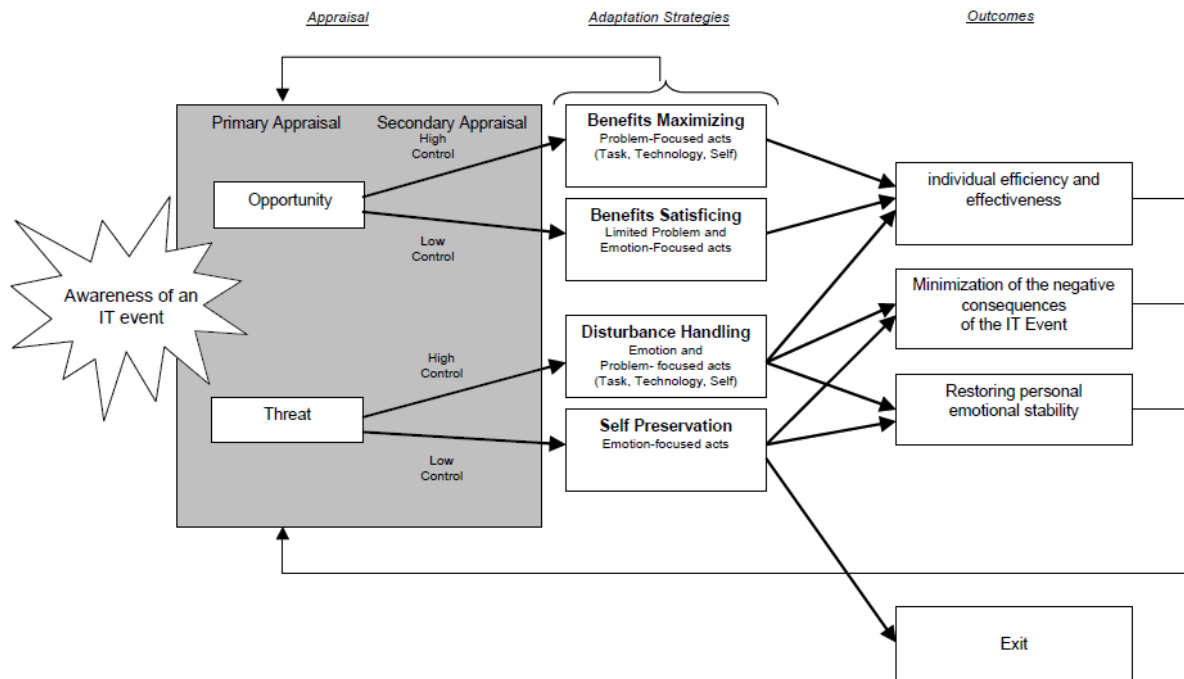 Appraisal
Adaptation Strategies
Outcomes
Primary Appraisal
Secondary Appraisal
High
Control
Opportunity
Low
Control
Awareness of an
IT event
High
Control
Threat
Low
Control
Benefits Maximizing
Problem-Focused acts
(Task, Technology, Self)
Benefits Satisficing
Limited Problem and
Emotion-Focused acts
Disturbance Handling
Emotion and
Problem- focused acts
(Task, Technology, Self)
Self Preservation
Emotion-focused acts
individual efficiency and
effectiveness
Minimization of the negative
consequences
of the IT Event
Restoring personal
emotional stability
Exit